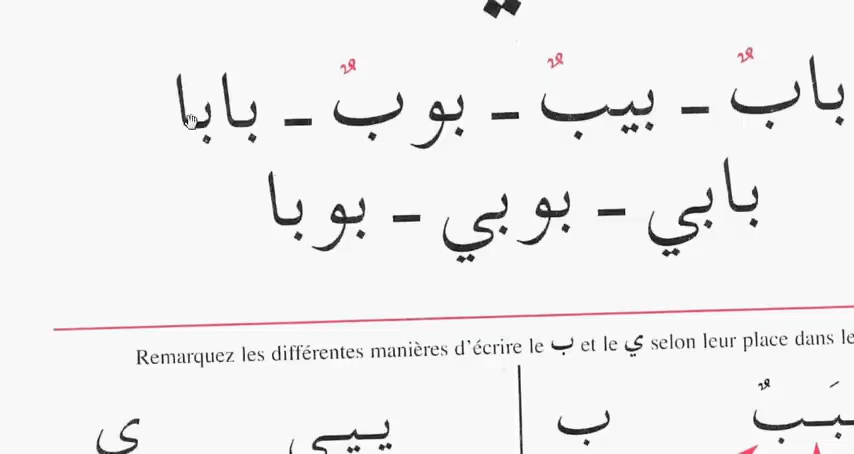 بابٌ ـ بيبٌ ـ بوبٌ ـ بابا
بابي ـ بوبي ـ بوبا
Remarquez les différentes manières d'écrire le ب et le ي selon leur place dans le
بَبٌ ب ييي ي